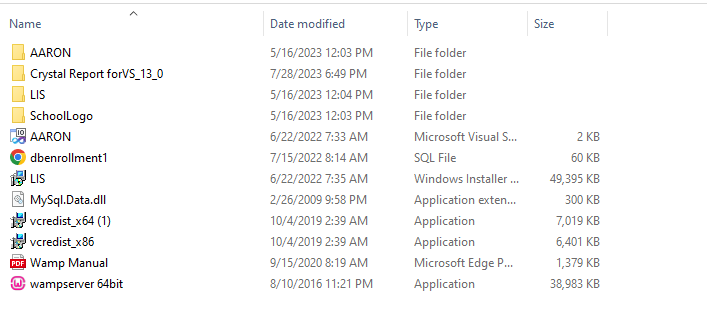 Name Date modified Type Size
AARON 5/16/2023 12:03 PM File folder
Crystal Report forVS_13_0 7/28/2023 6:49 PM File folder
LIS 5/16/2023 12:04 PM File folder
SchoolLogo 5/16/2023 12:03 PM File folder
AARON 6/22/2022 7:33 AM Microsoft Visual S... 2 KB
dbenrollment1 7/15/2022 8:14 AM SQL File 60 KB
LIS 6/22/2022 7:35 AM Windows Installer ... 49,395 KB
MySql.Data.dll 2/26/2009 9:58 PM Application exten... 300 KB
vcredist_x64 (1) 10/4/2019 2:39 AM Application 7,019 KB
vcredist_x86 10/4/2019 2:39 AM Application 6,401 KB
PDF Wamp Manual 9/15/2020 8:19 AM Microsoft Edge P... 1,379 KB
wampserver 64bit 8/10/2016 11:21 PM Application 38,983 KB